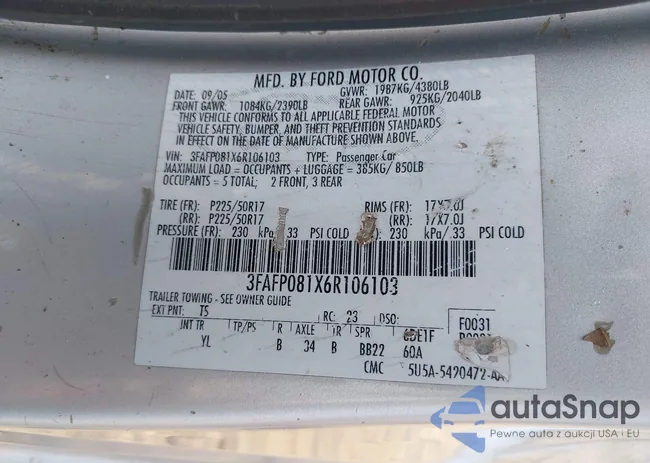 MFD. BY FORD MOTOR CO.
DATE: 09/05 GVWR: 1987KG/4380LB
FRONT GAWR: 1084KG/2390LB REAR GAWR: 925KG/2040LB
THIS VEHICLE CONFORMS TO ALL APPLICABLE FEDERAL MOTOR
VEHICLE SAFETY, BUMPER, AND THEFT PREVENTION STANDARDS
IN EFFECT ON THE DATE OF MANUFACTURE SHOWN ABOVE.
VIN: 3FAFP081X6R106103 TYPE: Passenger Car
MAXIMUM LOAD = OCCUPANTS + LUGGAGE = 385KG/ 850LB
OCCUPANTS = 5 TOTAL; 2 FRONT, 3 REAR
TIRE (FR): P225/50R17 RIMS (FR): 17X7.0J
(RR): P225/50R17 (RR): 17X7.0J
PRESSURE (FR): 230 kPa/33 PSI COLD 230 kPa/ 33 PSI COLD
3FAFP081X6R106103
TRAILER TOWING - SEE OWNER GUIDE
EXT PNT: TS RC: 23 DSO: F0031
INT TR TP/PS R AXLE TR SPR
YL B 34 B BB22 60A
CMC 5U5A-5490472-AA
autaSnap
Pewne auta z aukcji USA i EU